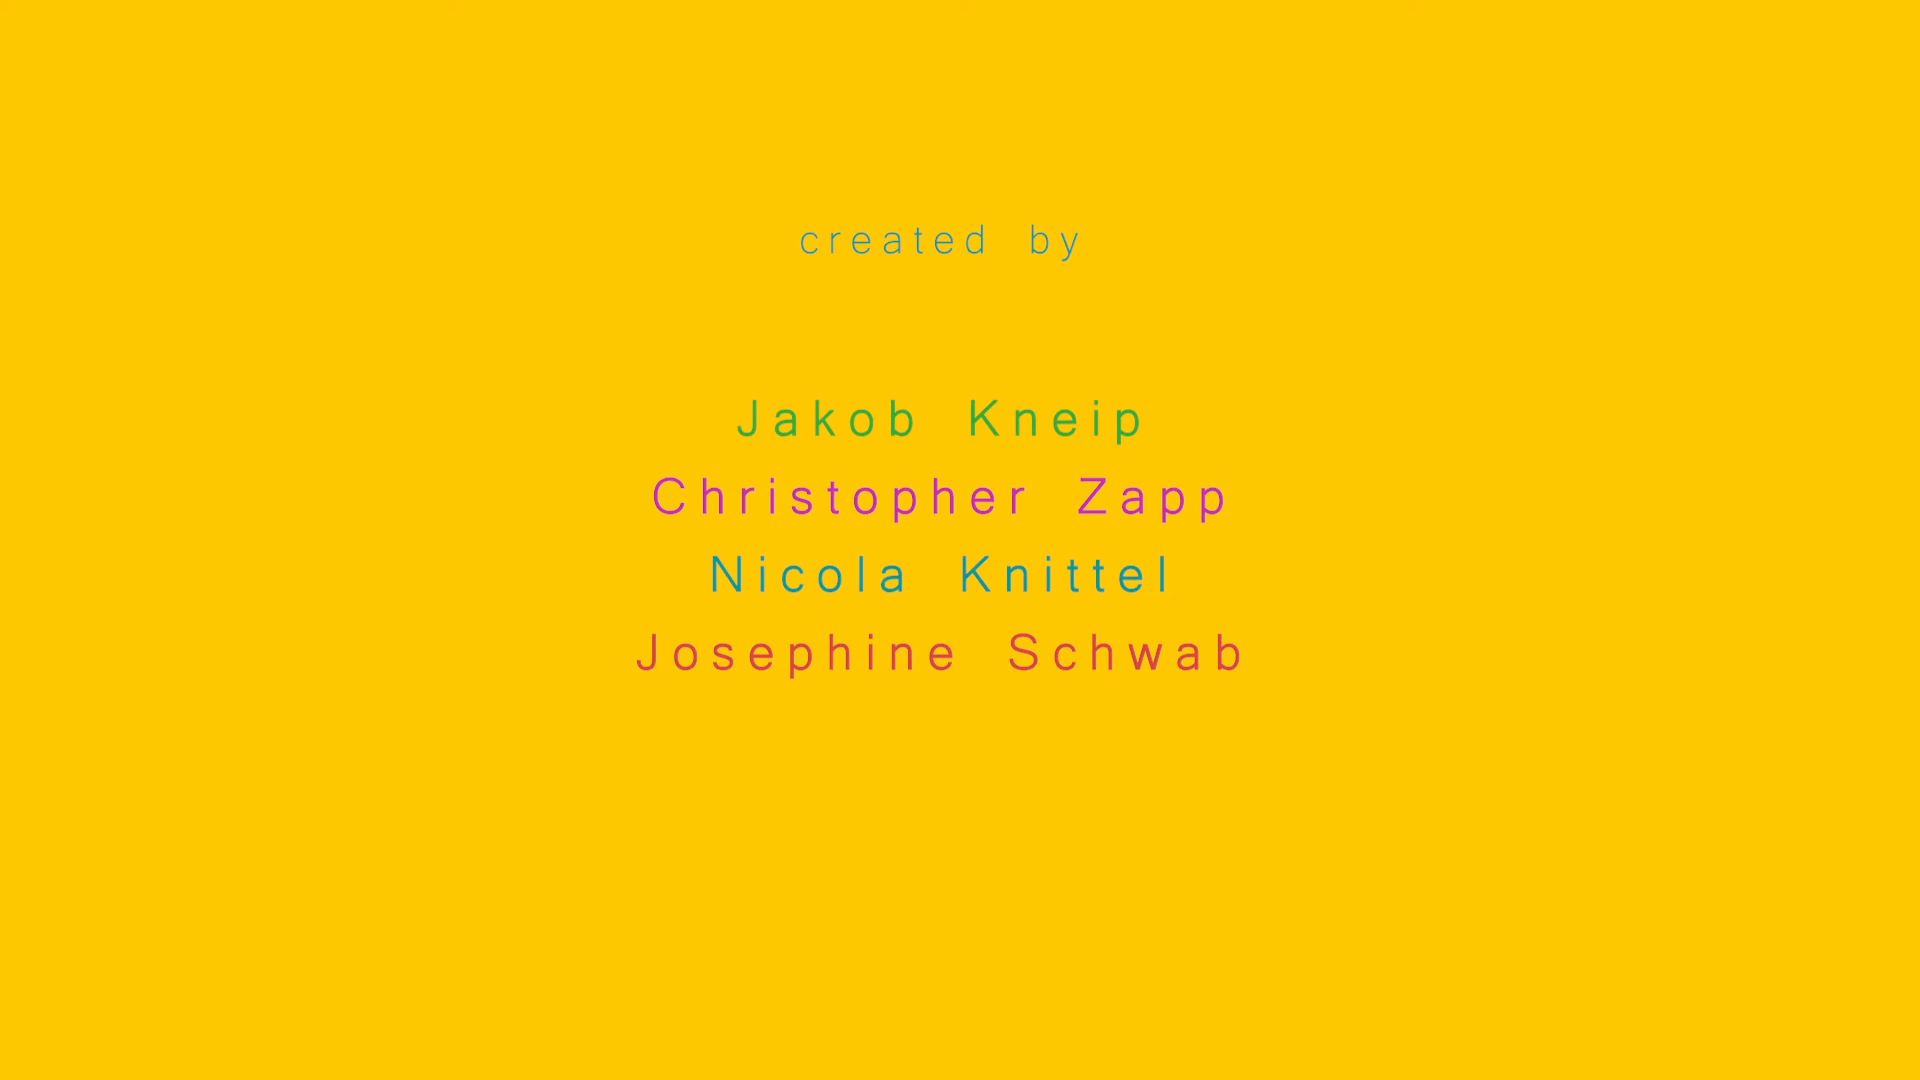 created by
Jakob Kneip
Christopher Zapp
Nicola Knittel
Josephine Schwab